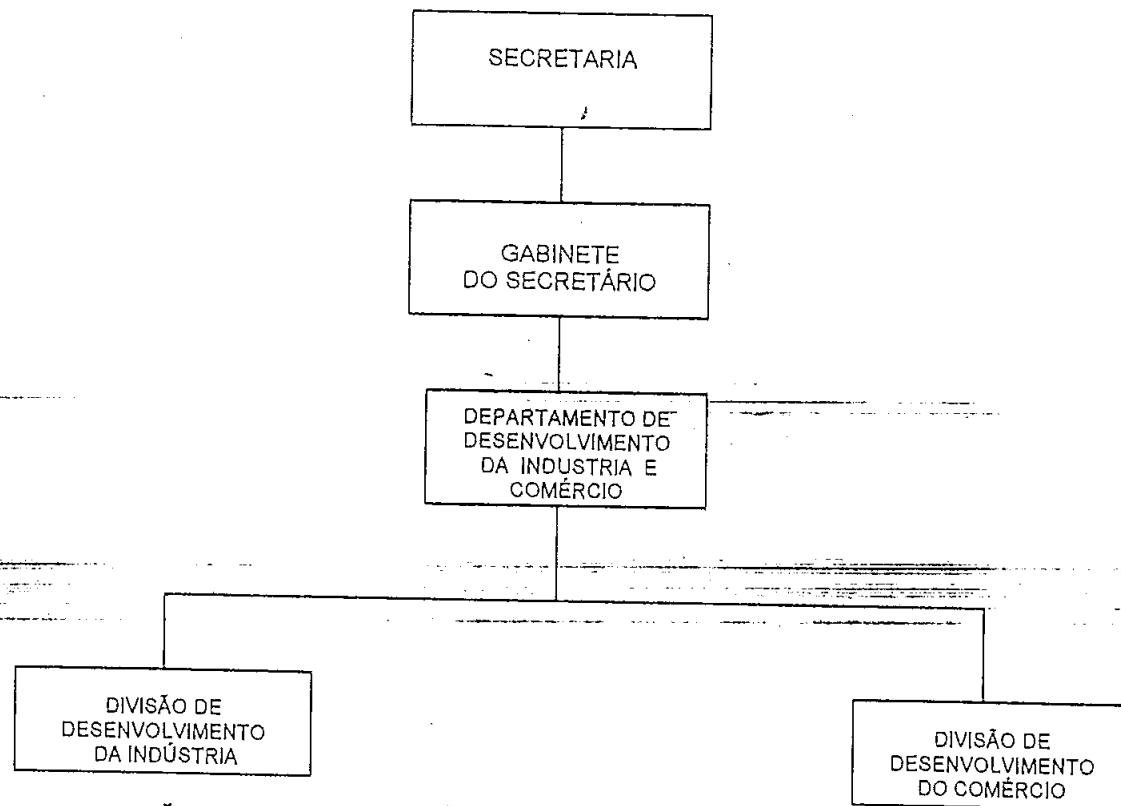 SECRETARIA
GABINETE
DO SECRETÁRIO
DEPARTAMENTO DE
DESENVOLVIMENTO
DA INDUSTRIA E
COMÉRCIO
DIVISÃO DE
DESENVOLVIMENTO
DA INDÚSTRIA
DIVISÃO DE
DESENVOLVIMENTO
DO COMÉRCIO